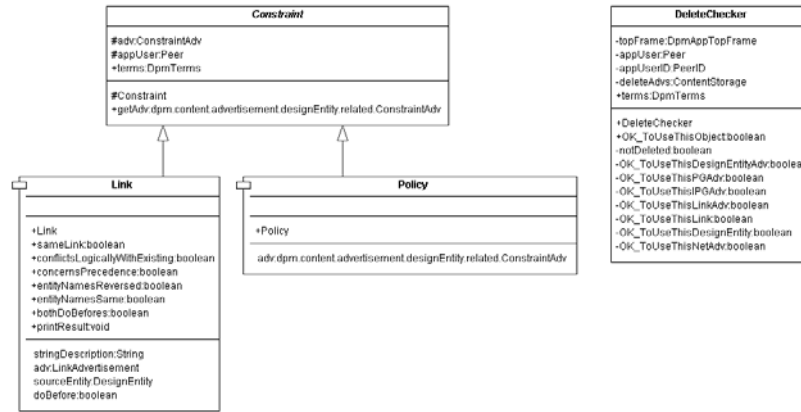 Constraint
#adv:ConstraintAdv
#appUser:Peer
+terms:DpmTerms
#Constraint
+getAdv:dpm.content.advertisement.designEntity.related.ConstraintAdv
Link
+Link
+sameLink:boolean
+conflictsLogicallyWithExisting:boolean
+concernsPrecedence:boolean
+entityNamesReversed:boolean
+entityNamesSame:boolean
+bothDoBefores:boolean
+printResult:void
stringDescription:String
adv:LinkAdvertisement
sourceEntity:DesignEntity
doBefore:boolean
Policy
+Policy
adv:dpm.content.advertisement.designEntity.related.ConstraintAdv
DeleteChecker
-topFrame:DpmAppTopFrame
-appUser:Peer
-appUserID:PeerID
-deleteAdvs:ContentStorage
+terms:DpmTerms
+DeleteChecker
+OK_ToUseThisObject:boolean
-notDeleted:boolean
-OK_ToUseThisDesignEntityAdv:boolea
-OK_ToUseThisPGAdv:boolean
-OK_ToUseThisIPGAdv:boolean
-OK_ToUseThisLinkAdv:boolean
-OK_ToUseThisLink:boolean
-OK_ToUseThisDesignEntity:boolean
-OK_ToUseThisNetAdv:boolean